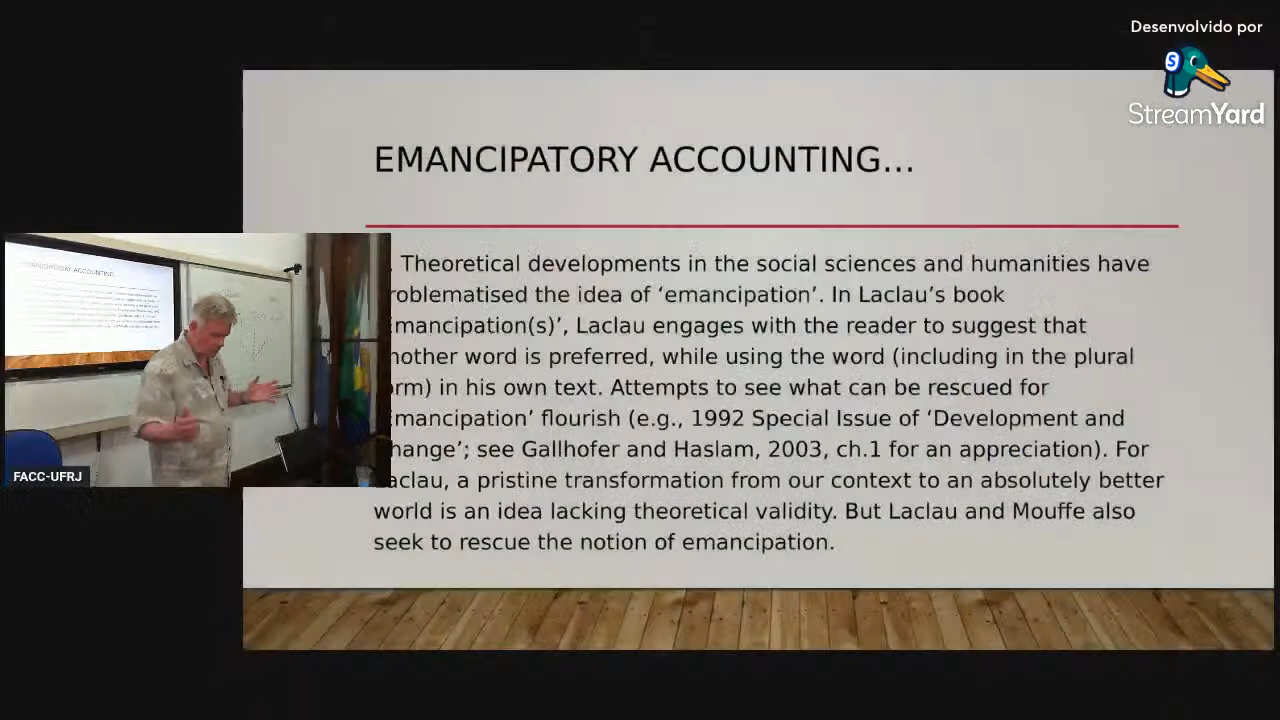 Desenvolvido por
StreamYard
EMANCIPATORY ACCOUNTING...
Theoretical developments in the social sciences and humanities have
roblematised the idea of ‘emancipation’. In Laclau’s book
mancipation(s)’, Laclau engages with the reader to suggest that
nother word is preferred, while using the word (including in the plural
orm) in his own text. Attempts to see what can be rescued for
mancipation’ flourish (e.g., 1992 Special Issue of ‘Development and
hange’; see Gallhofer and Haslam, 2003, ch.1 for an appreciation). For
aclau, a pristine transformation from our context to an absolutely better
world is an idea lacking theoretical validity. But Laclau and Mouffe also
seek to rescue the notion of emancipation.
FACC-UFRJ